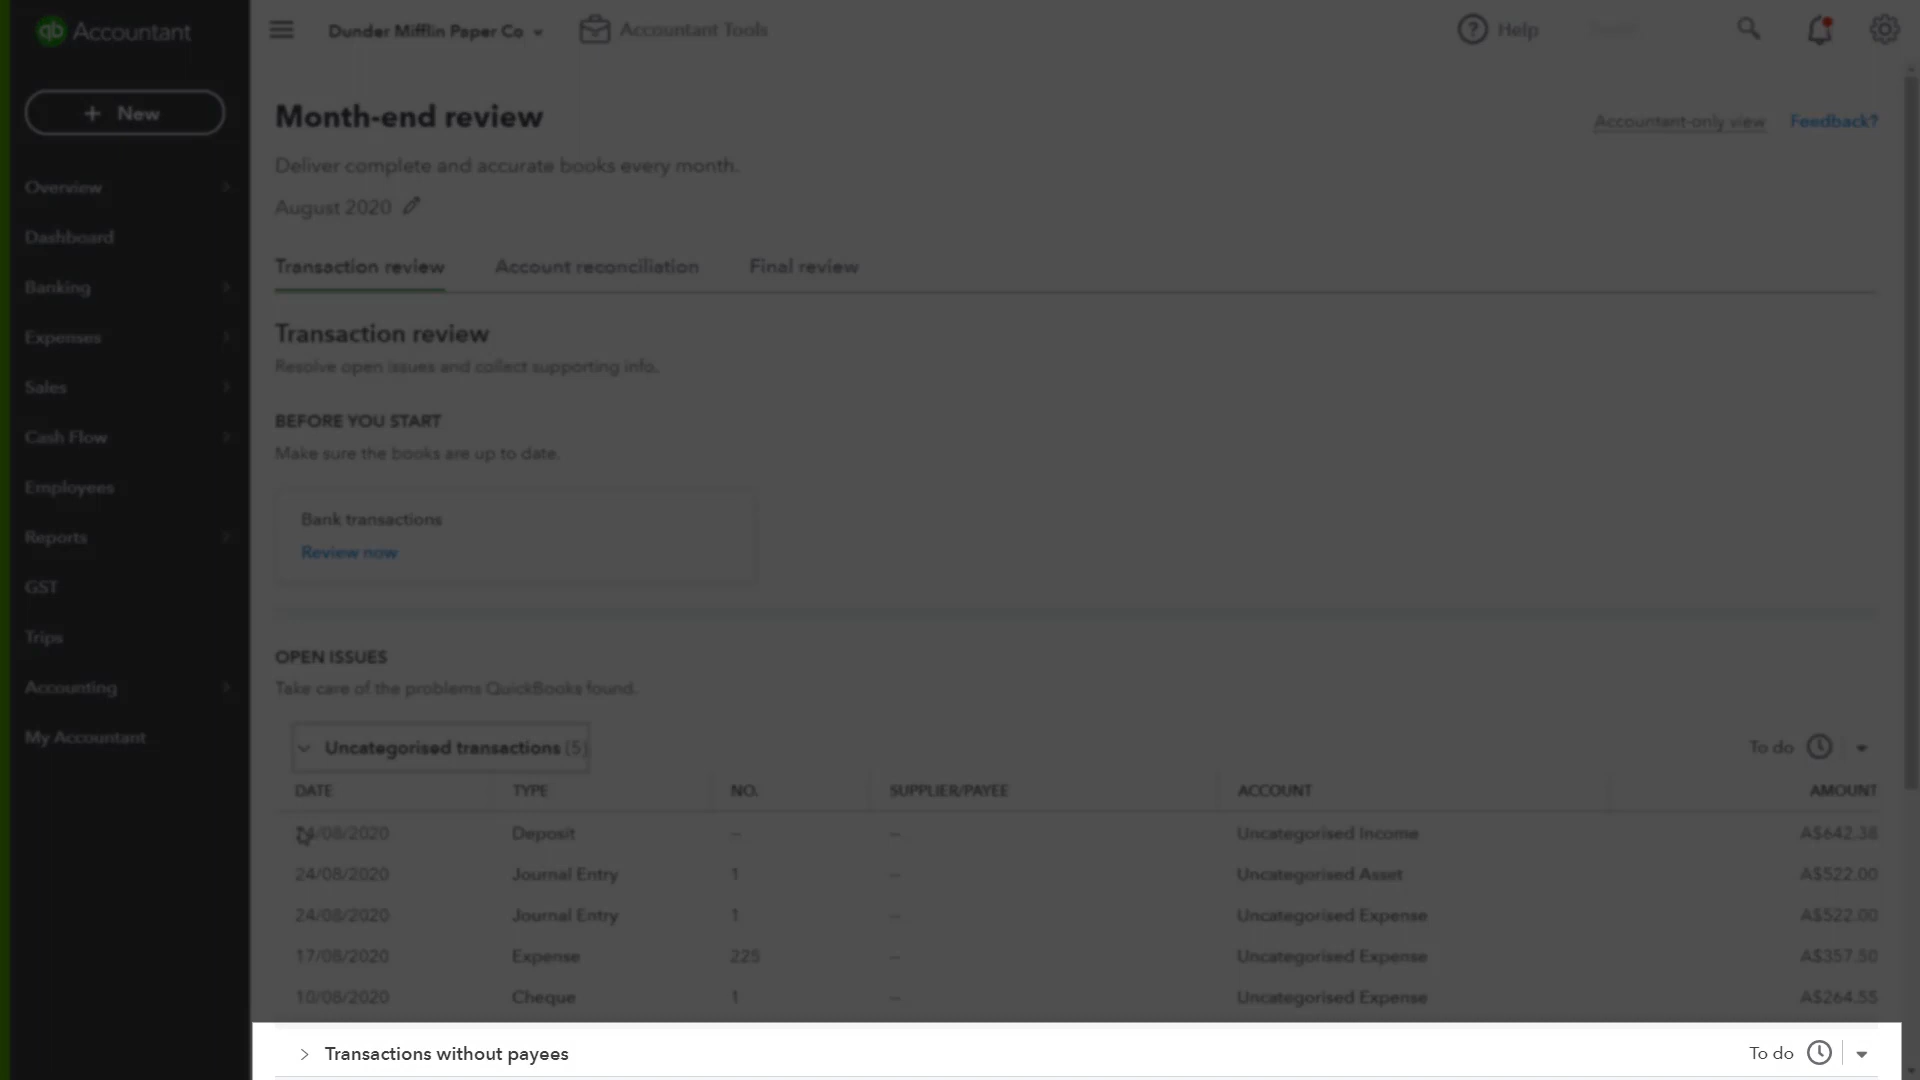 qb Accountant
Dunder Mifflin Paper Co
Accountant Tools
? Help
+ New
Month-end review
Accountant-only view
Feedback?
Deliver complete and accurate books every month.
August 2020
Overview
Dashboard
Banking
Expenses
Sales
Cash Flow
Employees
Reports
GST
Trips
Accounting
My Accountant
Transaction review Account reconciliation Final review
Transaction review
Resolve open issues and collect supporting info.
BEFORE YOU START
Make sure the books are up to date.
Bank transactions
Review now
OPEN ISSUES
Take care of the problems QuickBooks found.
Uncategorised transactions (5) To do
DATE TYPE NO. SUPPLIER/PAYEE ACCOUNT AMOUNT
/08/2020 Deposit -- -- Uncategorised Income A$642.38
24/08/2020 Journal Entry 1 -- Uncategorised Asset A$522.00
24/08/2020 Journal Entry 1 -- Uncategorised Expense A$522.00
17/08/2020 Expense 225 -- Uncategorised Expense A$357.50
10/08/2020 Cheque 1 -- Uncategorised Expense A$264.55
Transactions without payees To do